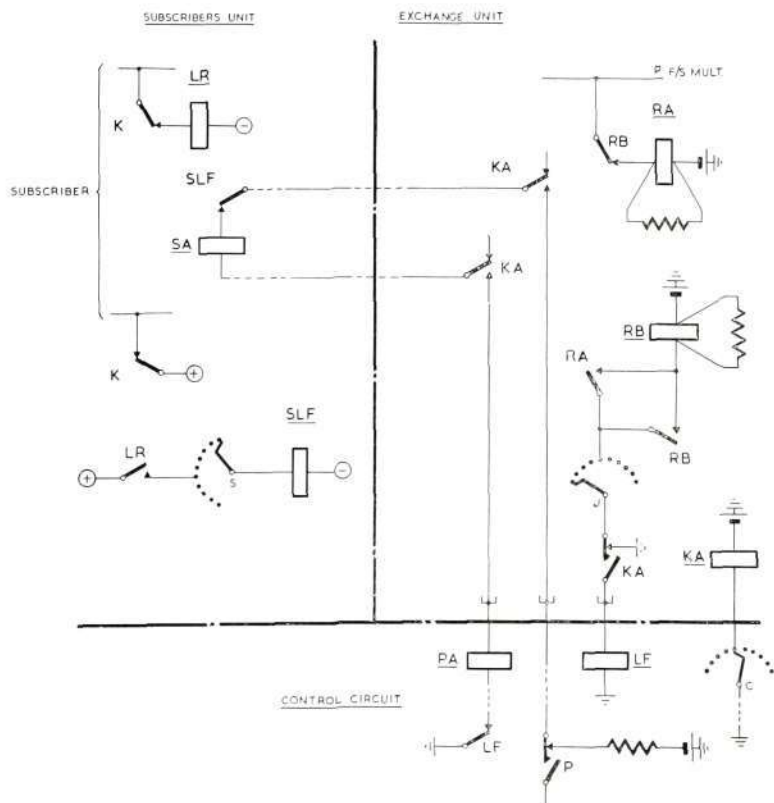 SUBSCRIBERS UNIT
EXCHANGE UNIT
LR
K
P F/S MULT.
RA
RB
SLF
KA
SUBSCRIBER
SA
KA
RB
K
RA
SLF
RB
LR
S
J
KA
KA
PA
LF
C
CONTROL CIRCUIT
LF
P